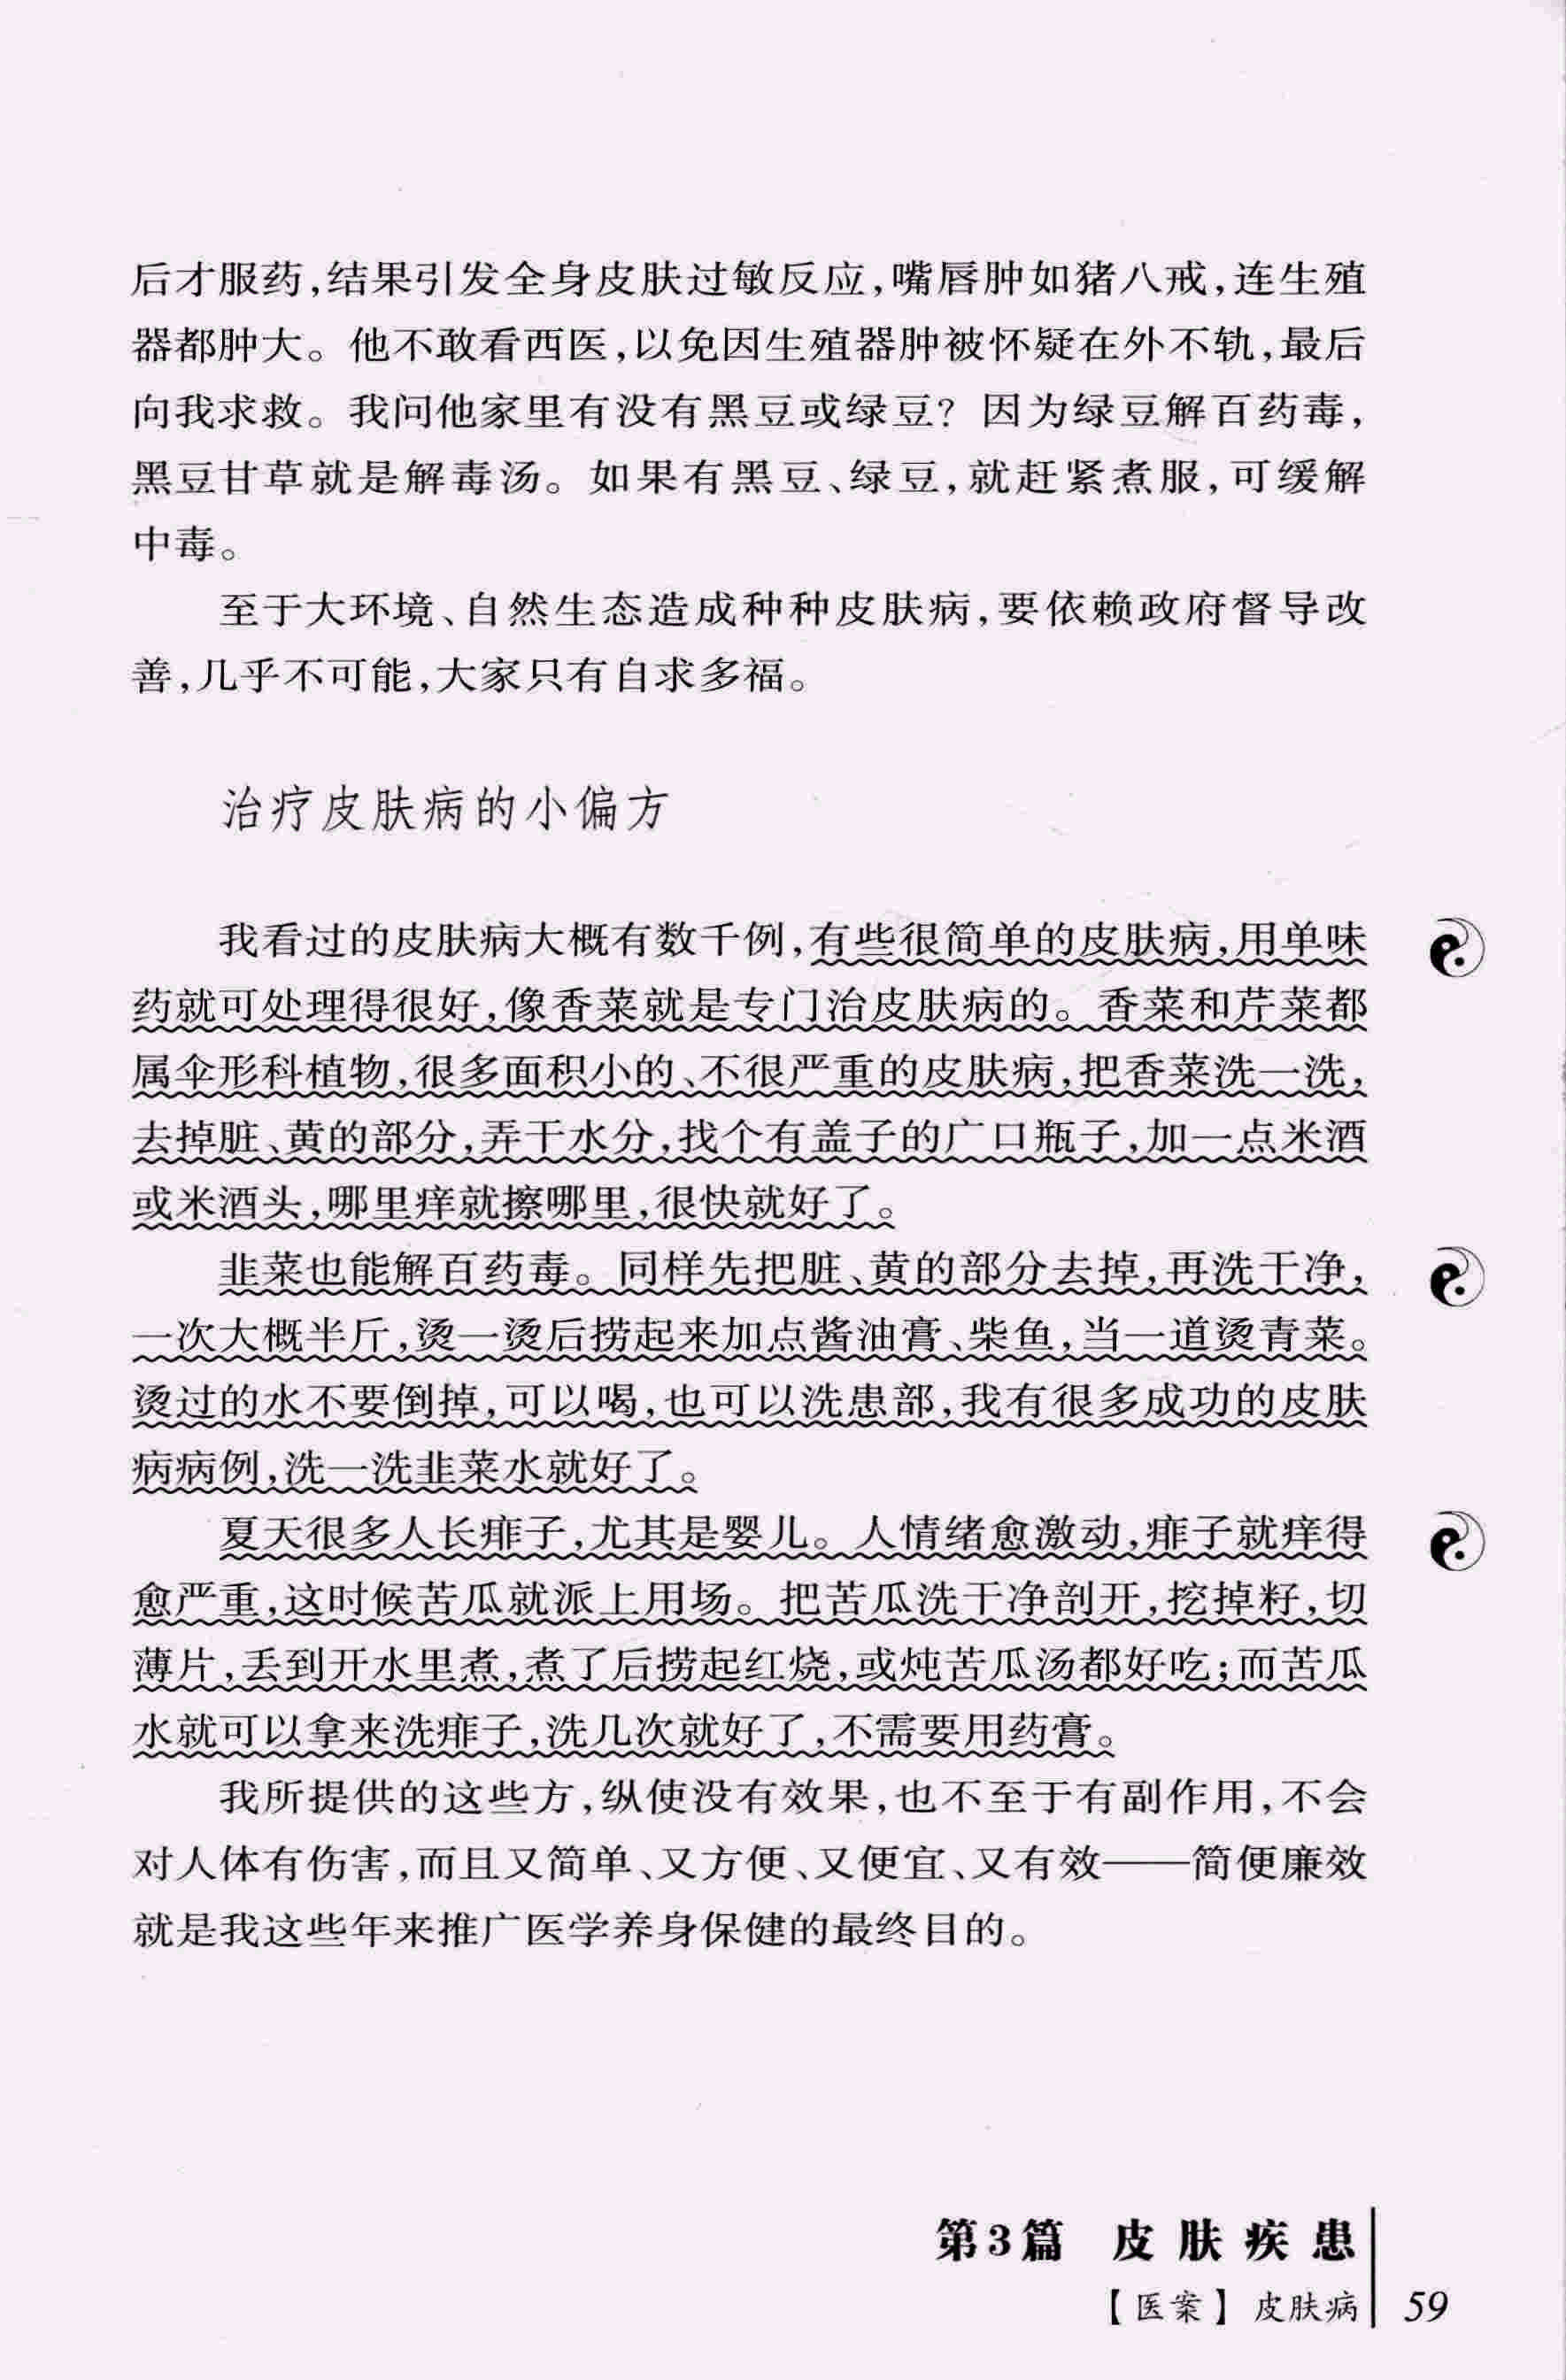 后才服药,结果引发全身皮肤过敏反应,嘴唇肿如猪八戒,连生殖
器都肿大。他不敢看西医,以免因生殖器肿被怀疑在外不轨,最后
向我求救。我问他家里有没有黑豆或绿豆?因为绿豆解百药毒,
黑豆甘草就是解毒汤。如果有黑豆、绿豆,就赶紧煮服,可缓解
中毒。
至于大环境、自然生态造成种种皮肤病,要依赖政府督导改
善,几乎不可能,大家只有自求多福。
治疗皮肤病的小偏方
我看过的皮肤病大概有数千例,有些很简单的皮肤病,用单味
药就可处理得很好,像香菜就是专门治皮肤病的。香菜和芹菜都
属伞形科植物,很多面积小的、不很严重的皮肤病,把香菜洗一洗,
去掉脏、黄的部分,弄干水分,找个有盖子的广口瓶子,加一点米酒
或米酒头,哪里痒就擦哪里,很快就好了。
韭菜也能解百药毒。同样先把脏、黄的部分去掉,再洗干净,
一次大概半斤,烫一烫后捞起来加点酱油膏、柴鱼,当一道烫青菜。
烫过的水不要倒掉,可以喝,也可以洗患部,我有很多成功的皮肤
病病例,洗一洗韭菜水就好了。
夏天很多人长痱子,尤其是婴儿。人情绪愈激动,痱子就痒得
愈严重,这时候苦瓜就派上用场。把苦瓜洗干净剖开,挖掉籽,切
薄片,丢到开水里煮,煮了后捞起红烧,或炖苦瓜汤都好吃;而苦瓜
水就可以拿来洗痱子,洗几次就好了,不需要用药膏。
我所提供的这些方,纵使没有效果,也不至于有副作用,不会
对人体有伤害,而且又简单、又方便、又便宜、又有效——简便廉效
就是我这些年来推广医学养身保健的最终目的。
第3篇 皮肤疾患
【医案】皮肤病 59